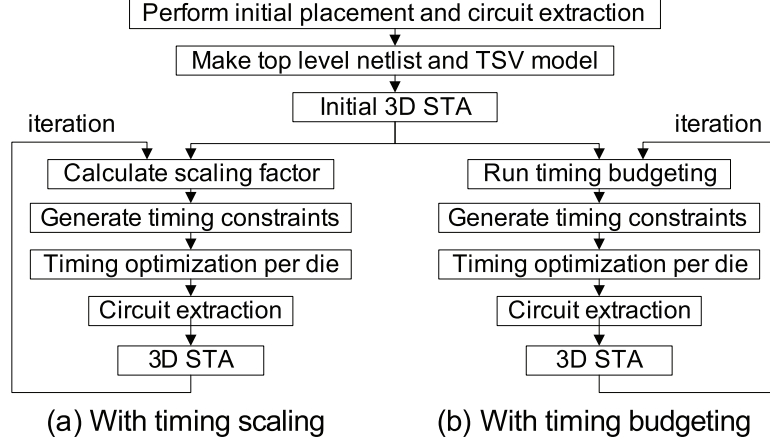 Perform initial placement and circuit extraction
Make top level netlist and TSV model
Initial 3D STA
iteration
iteration
Calculate scaling factor
Run timing budgeting
Generate timing constraints
Generate timing constraints
Timing optimization per die
Timing optimization per die
Circuit extraction
Circuit extraction
3D STA
3D STA
(a) With timing scaling
(b) With timing budgeting